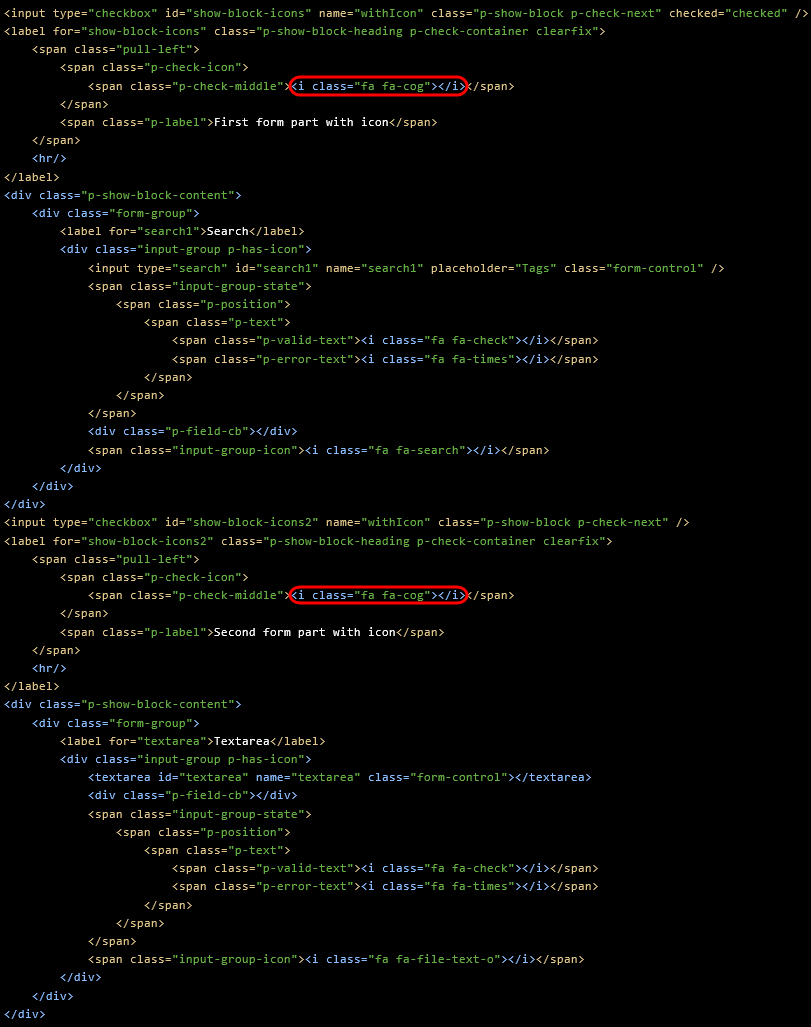 <input type="checkbox" id="show-block-icons" name="withIcon" class="p-show-block p-check-next" checked="checked" />
<label for="show-block-icons" class="p-show-block-heading p-check-container clearfix">
    <span class="pull-left">
        <span class="p-check-icon">
            <span class="p-check-middle"><i class="fa fa-cog"></i></span>
        </span>
        <span class="p-label">First form part with icon</span>
    </span>
    <hr/>
</label>
<div class="p-show-block-content">
    <div class="form-group">
        <label for="search1">Search</label>
        <div class="input-group p-has-icon">
            <input type="search" id="search1" name="search1" placeholder="Tags" class="form-control" />
            <span class="input-group-state">
                <span class="p-position">
                    <span class="p-text">
                        <span class="p-valid-text"><i class="fa fa-check"></i></span>
                        <span class="p-error-text"><i class="fa fa-times"></i></span>
                    </span>
                </span>
            </span>
            <div class="p-field-cb"></div>
            <span class="input-group-icon"><i class="fa fa-search"></i></span>
        </div>
    </div>
</div>
<input type="checkbox" id="show-block-icons2" name="withIcon" class="p-show-block p-check-next" />
<label for="show-block-icons2" class="p-show-block-heading p-check-container clearfix">
    <span class="pull-left">
        <span class="p-check-icon">
            <span class="p-check-middle"><i class="fa fa-cog"></i></span>
        </span>
        <span class="p-label">Second form part with icon</span>
    </span>
    <hr/>
</label>
<div class="p-show-block-content">
    <div class="form-group">
        <label for="textarea">Textarea</label>
        <div class="input-group p-has-icon">
            <textarea id="textarea" name="textarea" class="form-control"></textarea>
            <div class="p-field-cb"></div>
            <span class="input-group-state">
                <span class="p-position">
                    <span class="p-text">
                        <span class="p-valid-text"><i class="fa fa-check"></i></span>
                        <span class="p-error-text"><i class="fa fa-times"></i></span>
                    </span>
                </span>
            </span>
            <span class="input-group-icon"><i class="fa fa-file-text-o"></i></span>
        </div>
    </div>
</div>